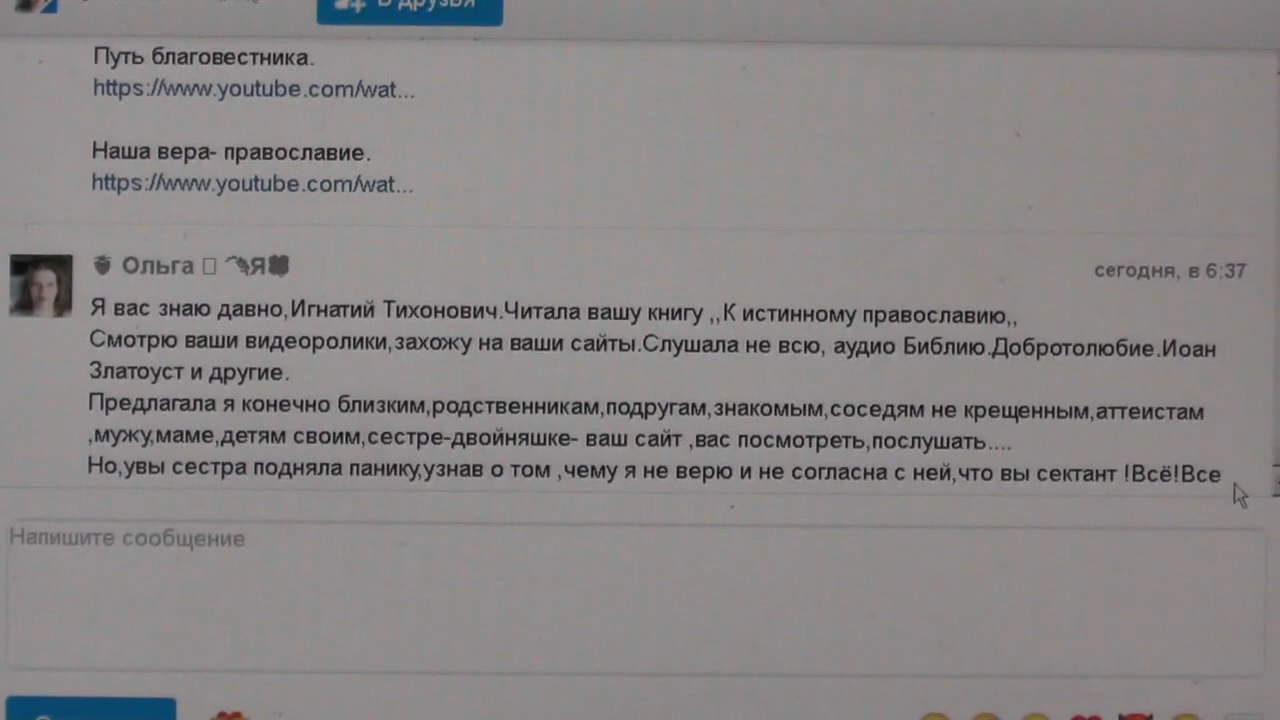 В друзья
Путь благовестника.
https://www.youtube.com/wat...
Наша вера- православие.
https://www.youtube.com/wat...
Ольга Я
сегодня, в 6:37
Я вас знаю давно,Игнатий Тихонович.Читала вашу книгу ,,К истинному православию,,
Смотрю ваши видеоролики,захожу на ваши сайты.Слушала не всю, аудио Библию.Добротолюбие.Иоан
Златоуст и другие.
Предлагала я конечно близким,родственникам,подругам,знакомым,соседям не крещенным,аттеистам
,мужу,маме,детям своим,сестре-двойняшке- ваш сайт ,вас посмотреть,послушать....
Но,увы сестра подняла панику,узнав о том ,чему я не верю и не согласна с ней,что вы сектант !Всё!Все
Напишите сообщение